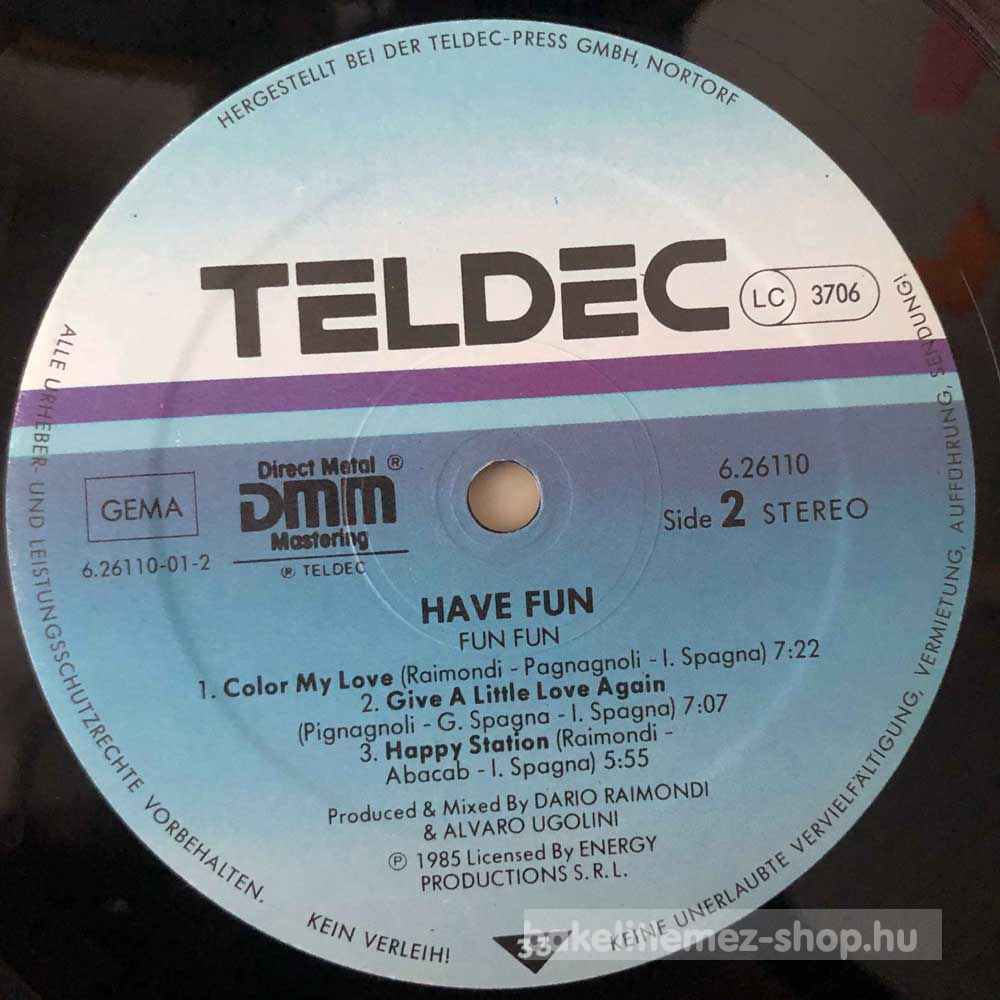 HERGESTELLT BEI DER TELDEC-PRESS GMBH, NORTORF
TELDEC
LC 3706
GEMA
Direct Metal ®
DMM
Mastering
℗ TELDEC
6.26110-01-2
6.26110
Side 2 STEREO
HAVE FUN
FUN FUN
1. Color My Love (Raimondi - Pagnagnoli - I. Spagna) 7:22
2. Give A Little Love Again
(Pignagnoli - G. Spagna - I. Spagna) 7:07
3. Happy Station (Raimondi -
Abacab - I. Spagna) 5:55
Produced & Mixed By DARIO RAIMONDI
& ALVARO UGOLINI
℗ 1985 Licensed By ENERGY
PRODUCTIONS S.R.L.
ALLE URHEBER- UND LEISTUNGSSCHUTZRECHTE VORBEHALTEN.
KEIN VERLEIH!
33
KEINE UNERLAUBTE VERVIELFÄLTIGUNG, VERMIETUNG, AUFFÜHRUNG, SENDUNG!
bakelitlemez-shop.hu